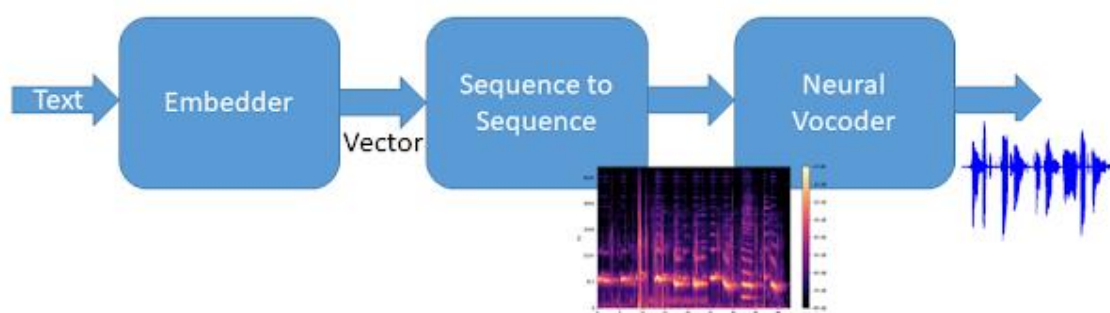 Text
Embedder
Vector
Sequence to
Sequence
Neural
Vocoder